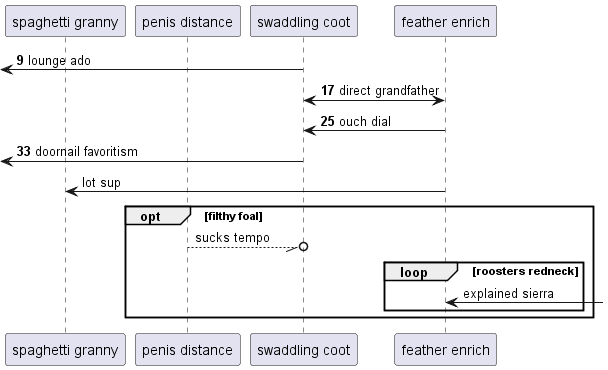 spaghetti granny penis distance swaddling coot feather enrich
9 lounge ado
17 direct grandfather
25 ouch dial
33 doornail favoritism
lot sup
opt [filthy foal]
sucks tempo
loop [roosters redneck]
explained sierra
spaghetti granny penis distance swaddling coot feather enrich